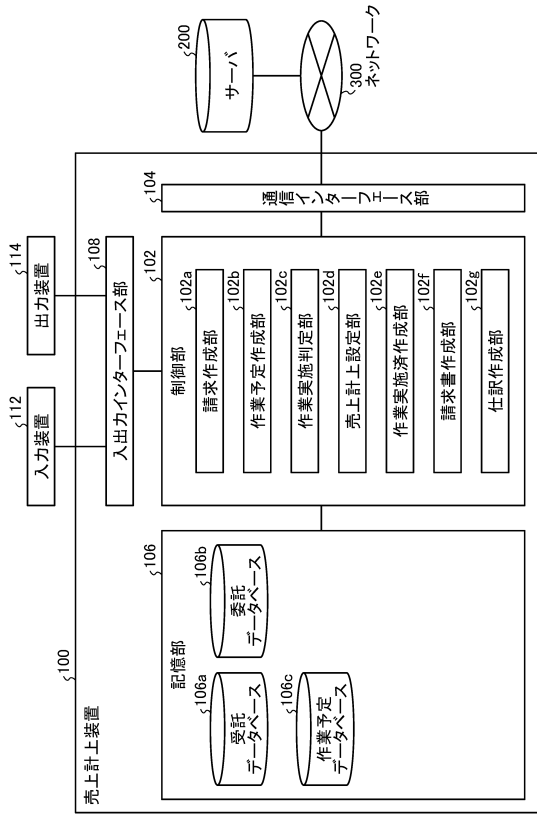 100
売上計上装置
112
入力装置
114
出力装置
108
入出力インターフェース部
106
記憶部
106a
受託
データベース
106b
委託
データベース
106c
作業予定
データベース
102
制御部
102a
請求作成部
102b
作業予定作成部
102c
作業実施判定部
102d
売上計上設定部
102e
作業実施済作成部
102f
請求書作成部
102g
仕訳作成部
104
通信インターフェース部
200
サーバ
300
ネットワーク